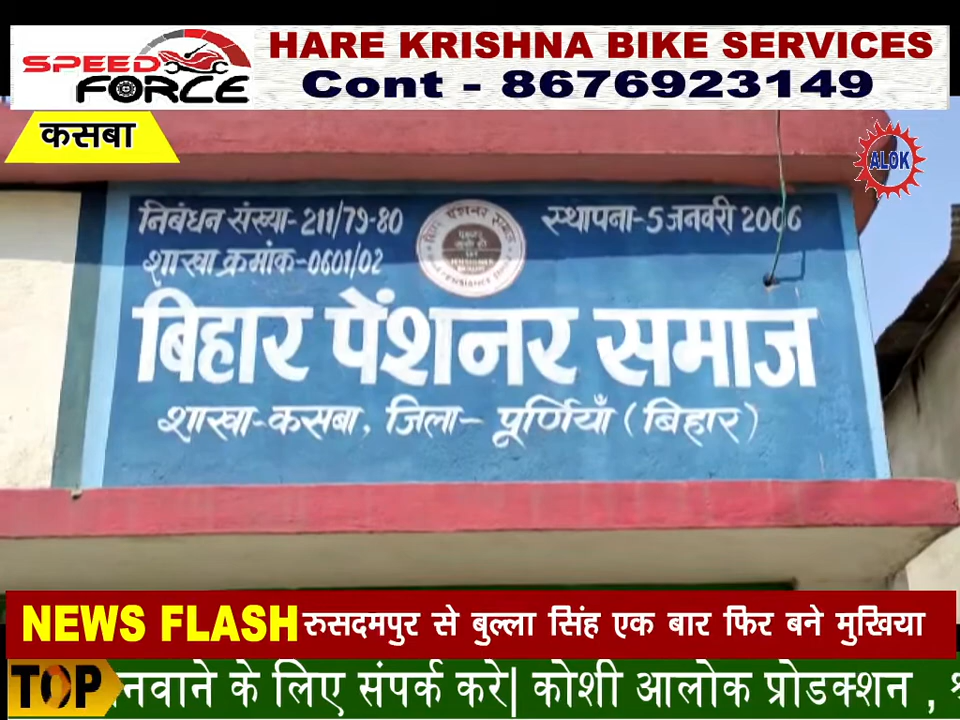 SPEED FORCE
HARE KRISHNA BIKE SERVICES
Cont - 8676923149
कसबा
ALOK
निबंधन संख्या-211/79-80
स्थापना-5 जनवरी 2006
शाखा क्रमांक-0601/02
बिहार पेंशनर समाज
शाखा-कसबा, जिला- पूर्णियाँ (बिहार)
NEWS FLASH रुसदमपुर से बुल्ला सिंह एक बार फिर बने मुखिया
TOP नवाने के लिए संपर्क करे| कोशी आलोक प्रोडक्शन ,